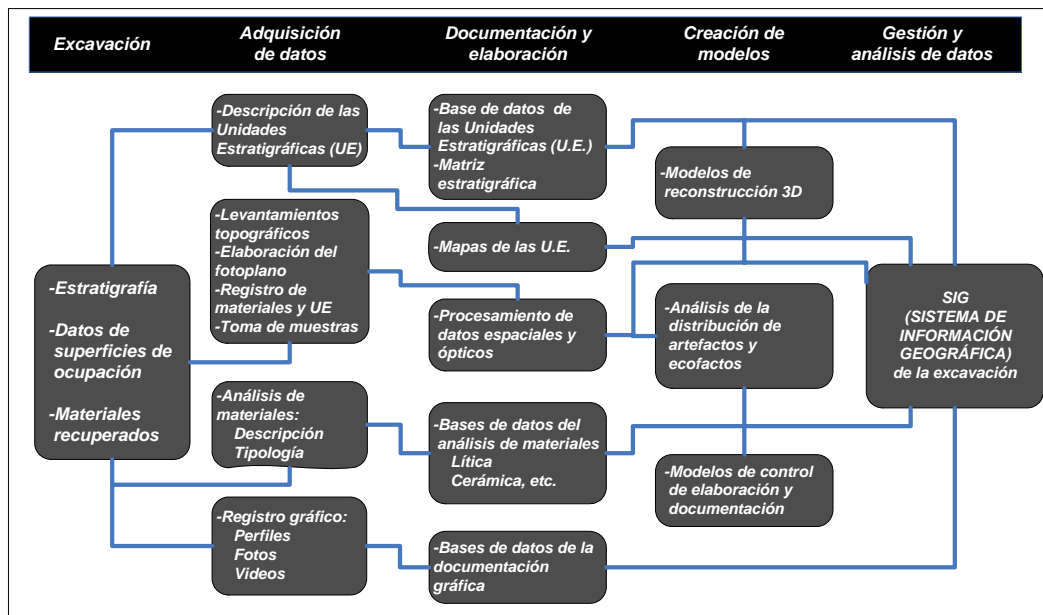 Excavación
Adquisición
de datos
Documentación y
elaboración
Creación de
modelos
Gestión y
análisis de datos
-Estratigrafía
-Datos de
superficies de
ocupación
-Materiales
recuperados
-Descripción de las
Unidades
Estratigráficas (UE)
-Levantamientos
topográficos
-Elaboración del
fotoplano
-Registro de
materiales y UE
-Toma de muestras
-Análisis de
materiales:
Descripción
Tipología
-Registro gráfico:
Perfiles
Fotos
Videos
-Base de datos de
las Unidades
Estratigráficas (U.E.)
-Matriz
estratigráfica
-Mapas de las U.E.
-Procesamiento de
datos espaciales y
ópticos
-Bases de datos del
análisis de materiales
Lítica
Cerámica, etc.
-Bases de datos de la
documentación
gráfica
-Modelos de
reconstrucción 3D
-Análisis de la
distribución de
artefactos y
ecofactos
-Modelos de control
de elaboración y
documentación
SIG
(SISTEMA DE
INFORMACIÓN
GEOGRÁFICA)
de la excavación